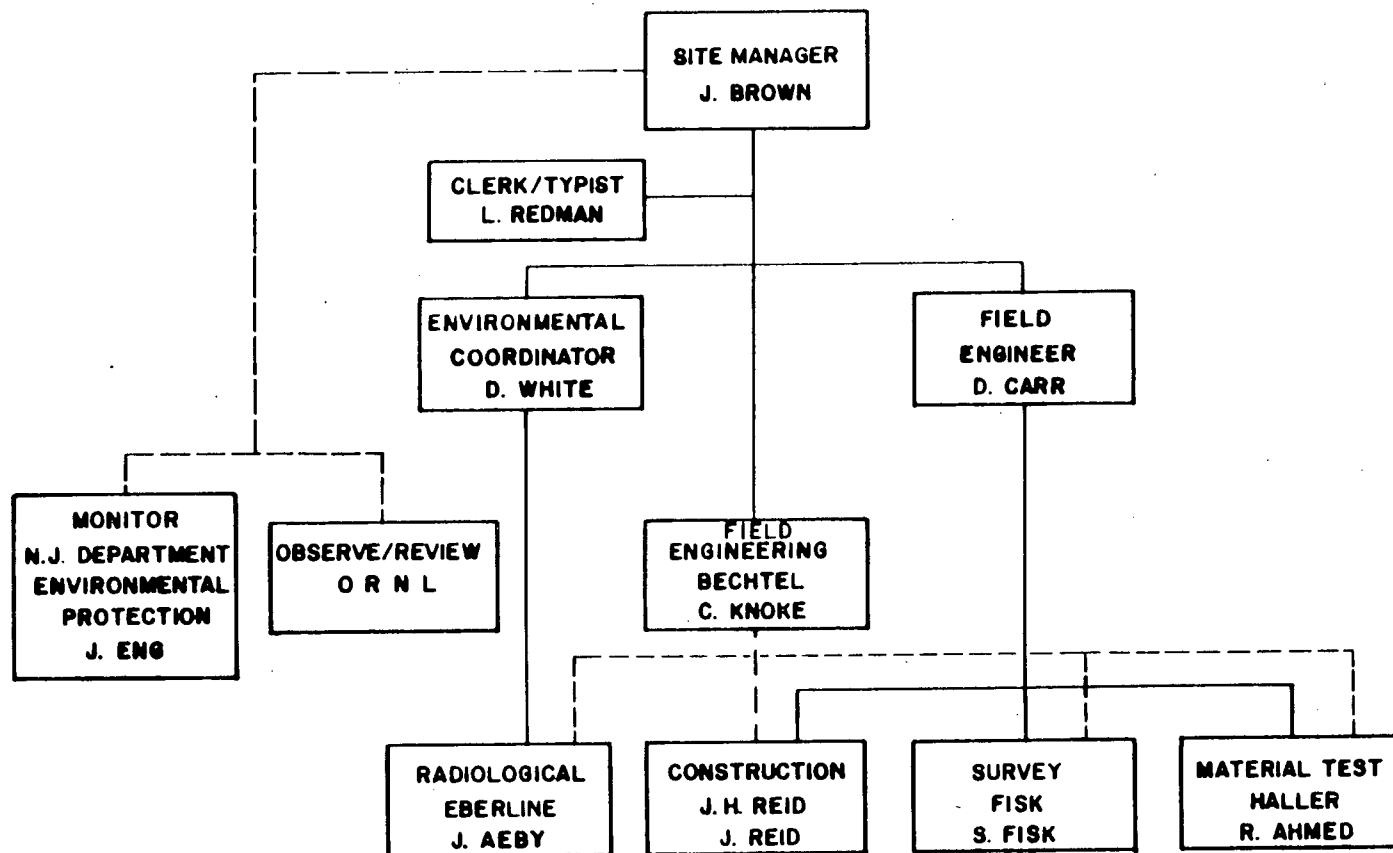 SITE MANAGER
J. BROWN
CLERK/TYPIST
L. REDMAN
ENVIRONMENTAL
COORDINATOR
D. WHITE
FIELD
ENGINEER
D. CARR
MONITOR
N.J. DEPARTMENT
ENVIRONMENTAL
PROTECTION
J. ENG
OBSERVE/REVIEW
O R N L
FIELD
ENGINEERING
BECHTEL
C. KNOKE
RADIOLOGICAL
EBERLINE
J. AEBY
CONSTRUCTION
J. H. REID
J. REID
SURVEY
FISK
S. FISK
MATERIAL TEST
HALLER
R. AHMED